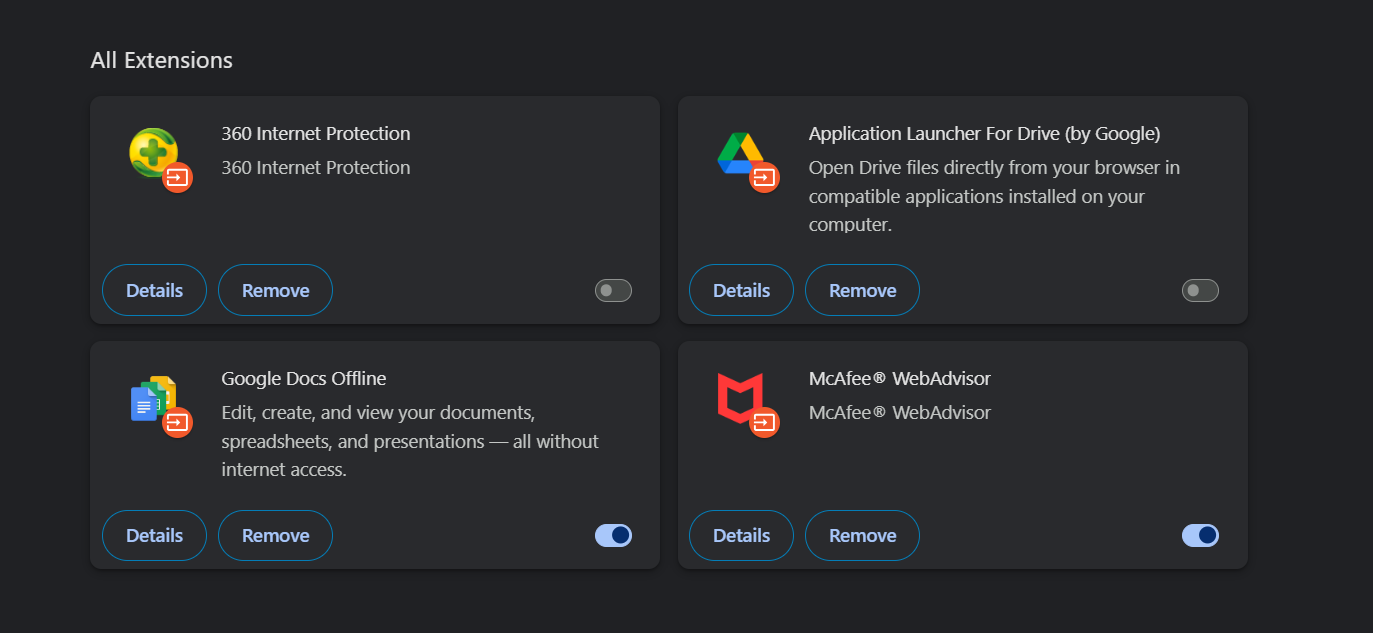 All Extensions
360 Internet Protection
360 Internet Protection
Details
Remove
Application Launcher For Drive (by Google)
Open Drive files directly from your browser in
compatible applications installed on your
computer.
Details
Remove
Google Docs Offline
Edit, create, and view your documents,
spreadsheets, and presentations — all without
internet access.
Details
Remove
McAfee® WebAdvisor
McAfee® WebAdvisor
Details
Remove